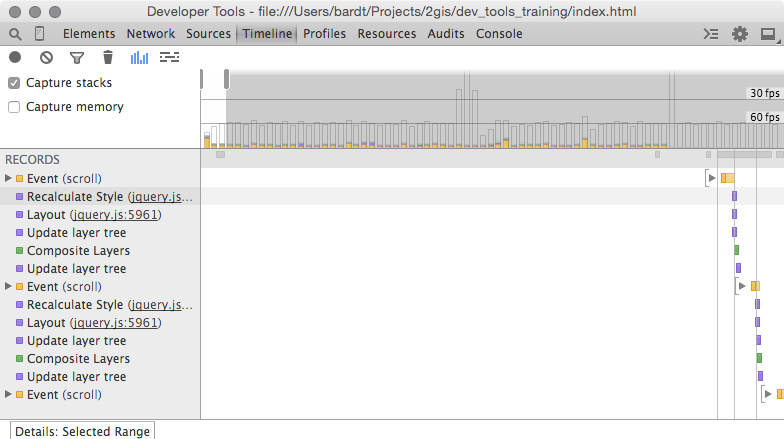 Developer Tools - file:///Users/bardt/Projects/2gis/dev_tools_training/index.html
Elements Network Sources Timeline Profiles Resources Audits Console
Capture stacks
Capture memory
30 fps
60 fps
RECORDS
Event (scroll)
Recalculate Style (jquery.js...
Layout (jquery.js:5961)
Update layer tree
Composite Layers
Update layer tree
Event (scroll)
Recalculate Style (jquery.js...
Layout (jquery.js:5961)
Update layer tree
Composite Layers
Update layer tree
Event (scroll)
Details: Selected Range